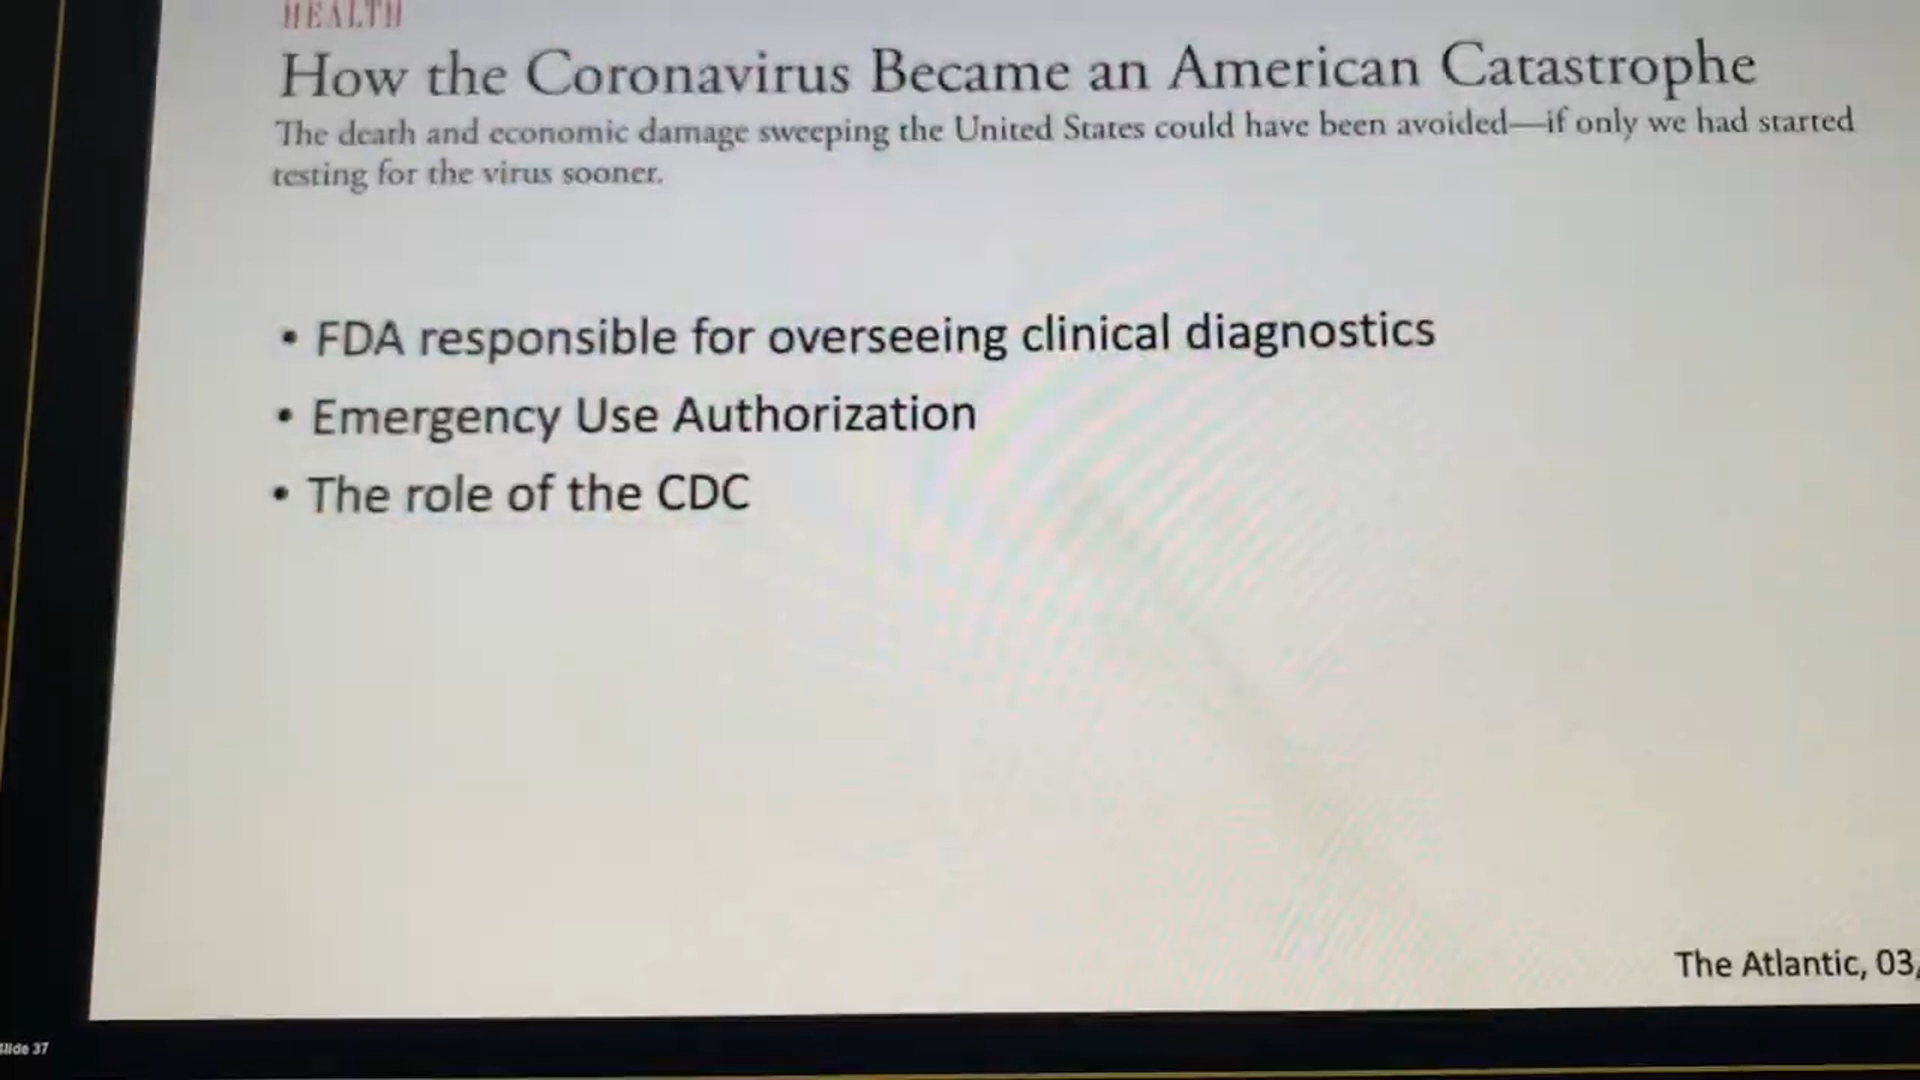 HEALTH
How the Coronavirus Became an American Catastrophe
The death and economic damage sweeping the United States could have been avoided—if only we had started
testing for the virus sooner.
• FDA responsible for overseeing clinical diagnostics
• Emergency Use Authorization
• The role of the CDC
The Atlantic, 03
Slide 37